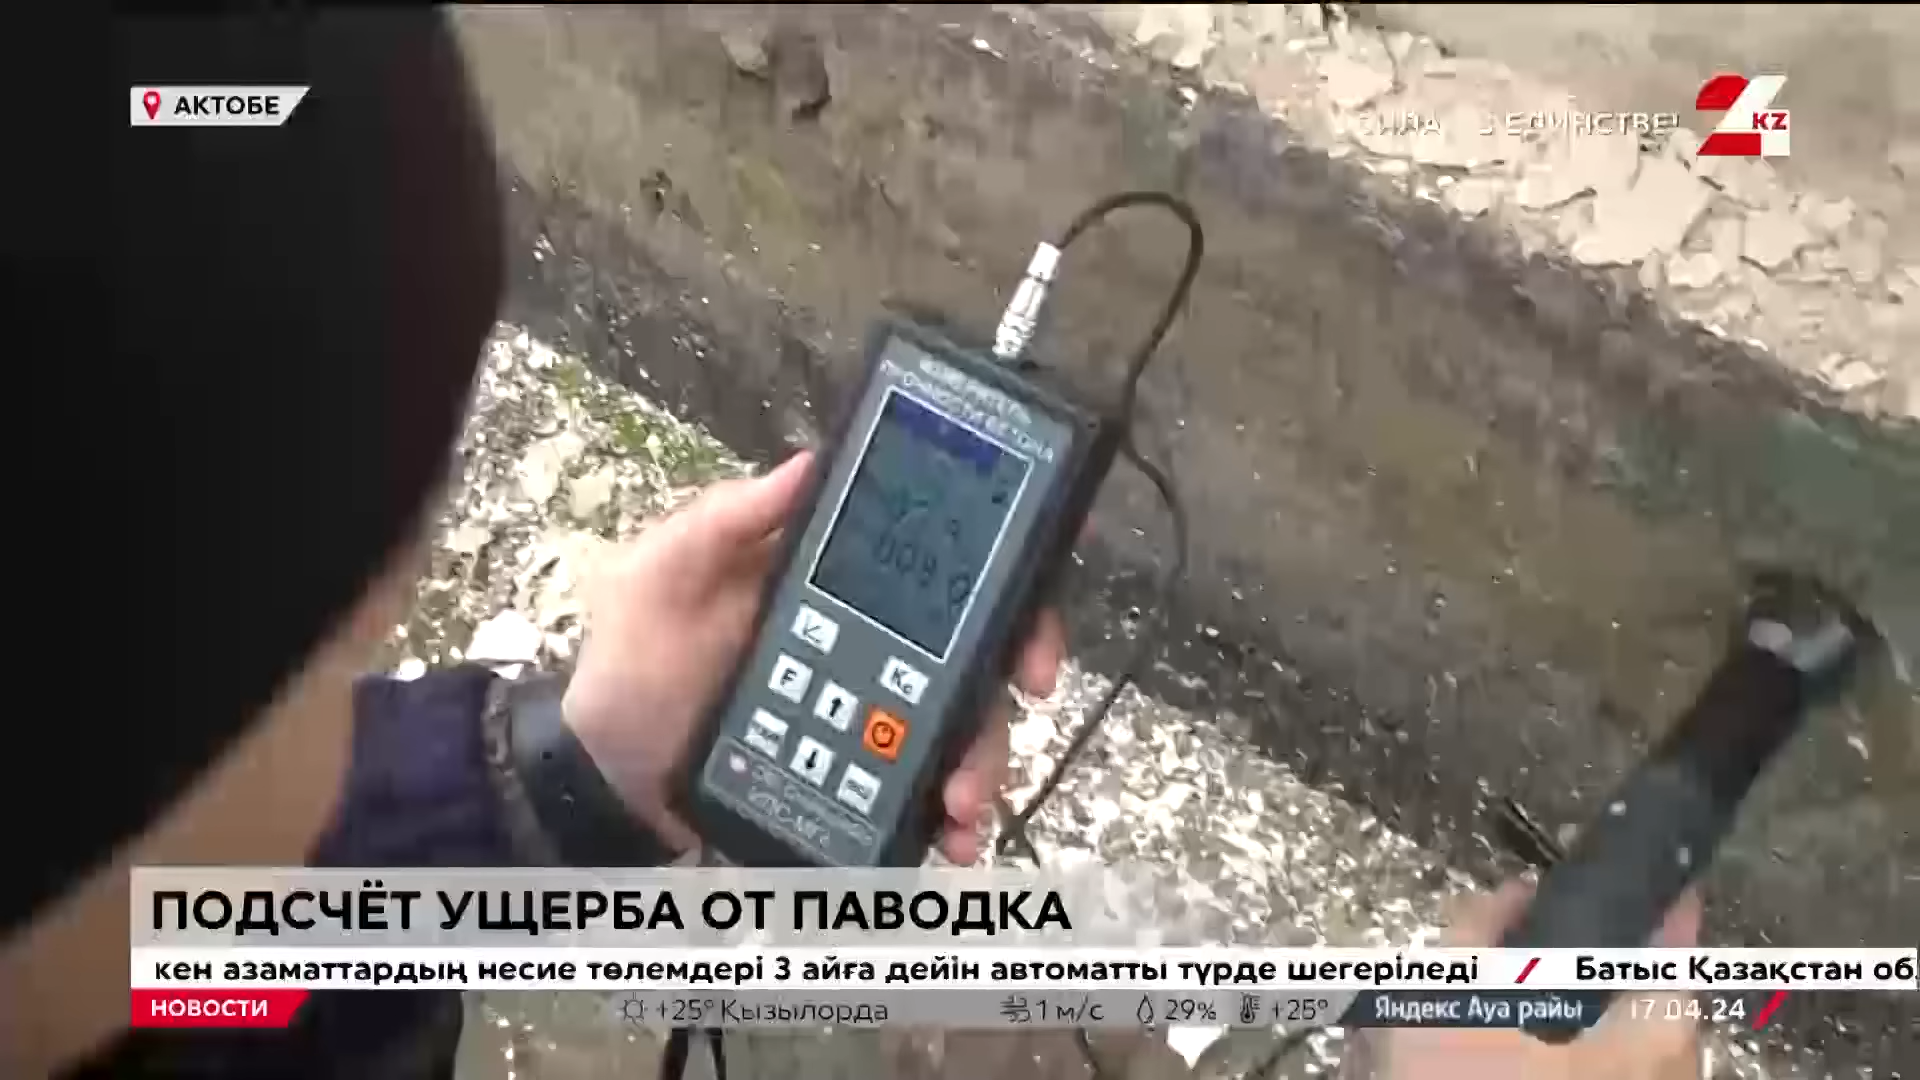 АКТОБЕ
KZ
F
ПОДСЧЁТ УЩЕРБА ОТ ПАВОДКА
кен азаматтардың несие төлемдері 3 айға дейін автоматты түрде шегеріледі / Батыс Қазақстан об
НОВОСТИ
+25° Қызылорда 1 м/с 29% +25° Яндекс Ауа райы 17.04.24